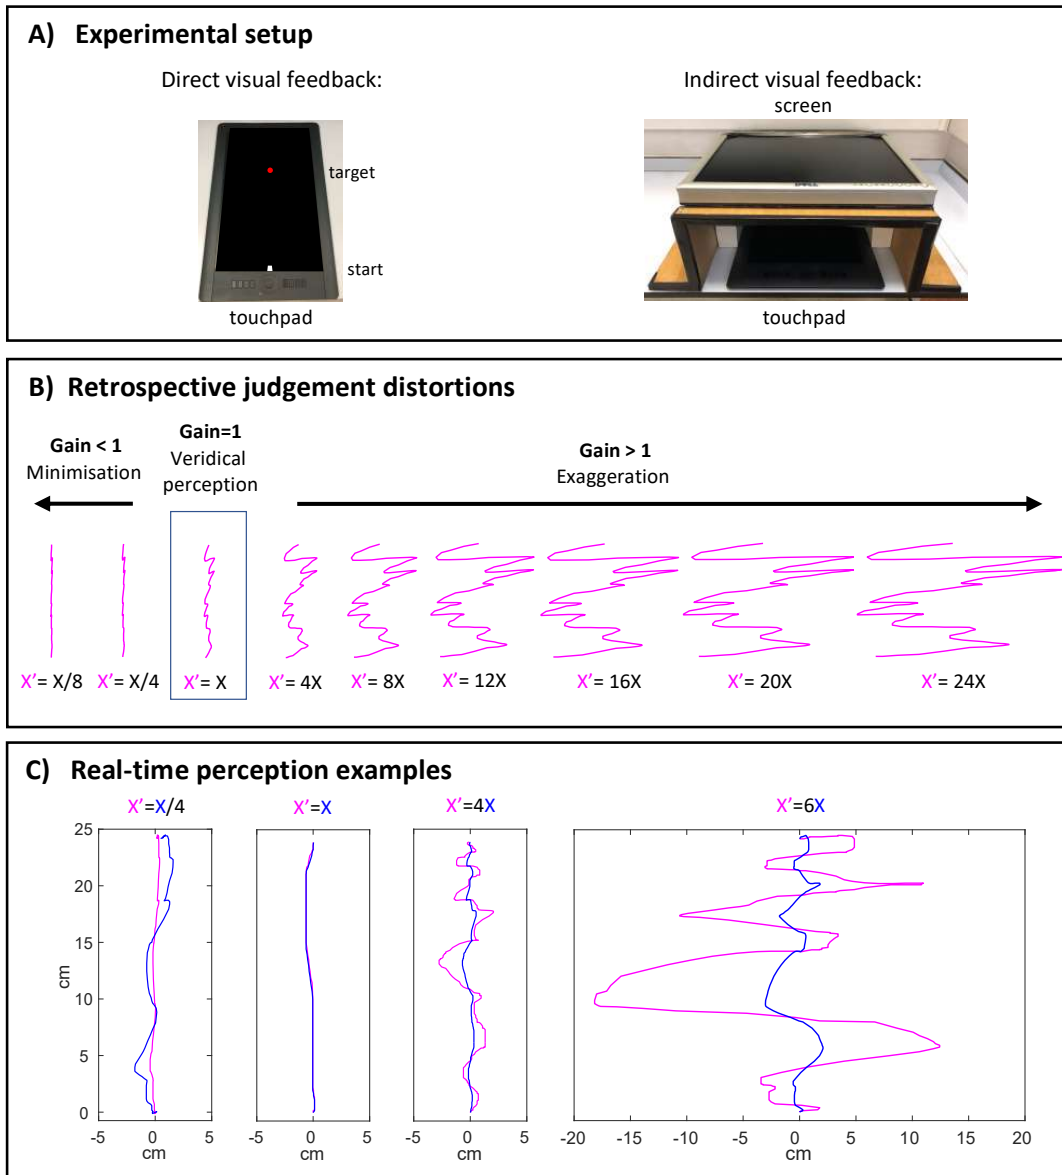 A) Experimental setup
Direct visual feedback:
Indirect visual feedback:
screen
target
start
touchpad
DELL
touchpad
B) Retrospective judgement distortions
Gain < 1
Minimisation
Gain=1
Veridical
perception
Gain > 1
Exaggeration
X'= X/8
X'= X/4
X'= X
X'= 4X
X'= 8X
X'= 12X
X'= 16X
X'= 20X
X'= 24X
C) Real-time perception examples
X'=X/4
X'=X
X'=4X
X'=6X
25
20
15
10
5
0
cm
-5 0 5
cm
-5 0 5
cm
-5 0 5
cm
-20 -15 -10 -5 0 5 10 15 20
cm